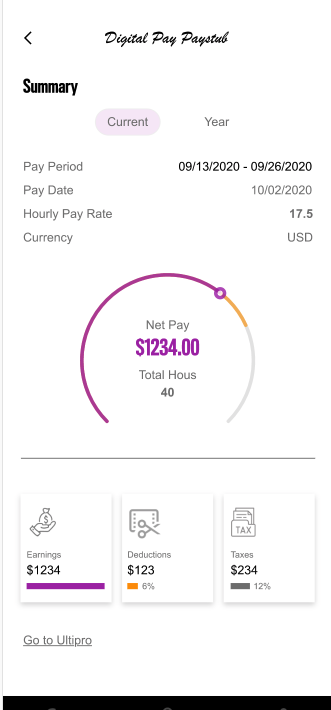 Digital Pay Paystub
Summary
Current Year
Pay Period 09/13/2020 - 09/26/2020
Pay Date 10/02/2020
Hourly Pay Rate 17.5
Currency USD
Net Pay
$1234.00
Total Hous
40
TAX
Earnings Deductions Taxes
$1234 $123 $234
6% 12%
Go to Ultipro